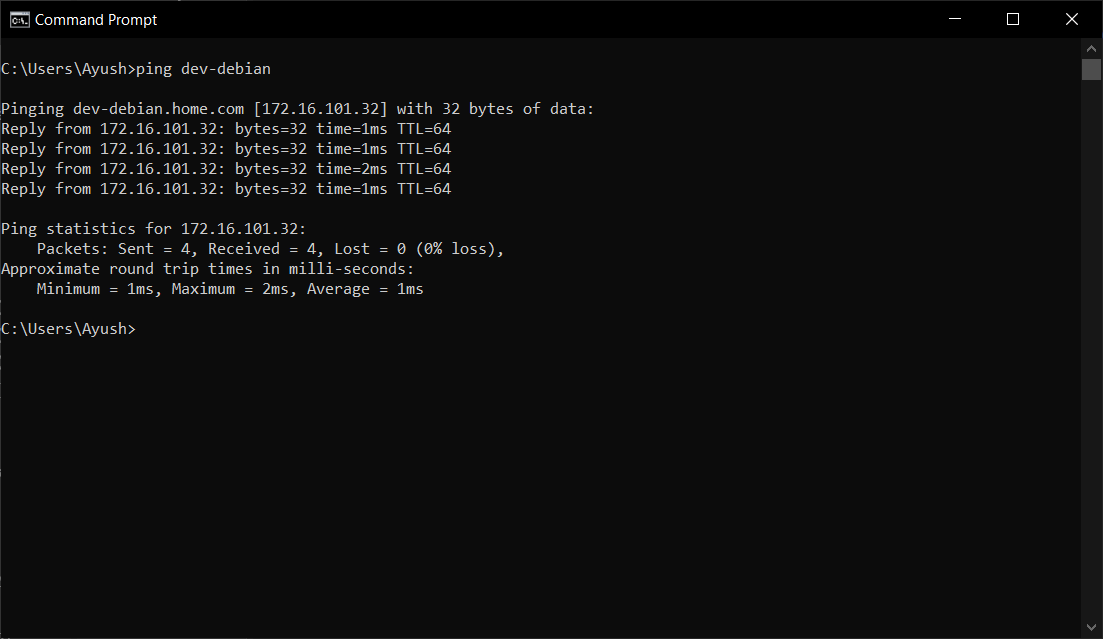 Command Prompt
C:\Users\Ayush>ping dev-debian
Pinging dev-debian.home.com [172.16.101.32] with 32 bytes of data:
Reply from 172.16.101.32: bytes=32 time=1ms TTL=64
Reply from 172.16.101.32: bytes=32 time=1ms TTL=64
Reply from 172.16.101.32: bytes=32 time=2ms TTL=64
Reply from 172.16.101.32: bytes=32 time=1ms TTL=64
Ping statistics for 172.16.101.32:
    Packets: Sent = 4, Received = 4, Lost = 0 (0% loss),
Approximate round trip times in milli-seconds:
    Minimum = 1ms, Maximum = 2ms, Average = 1ms
C:\Users\Ayush>